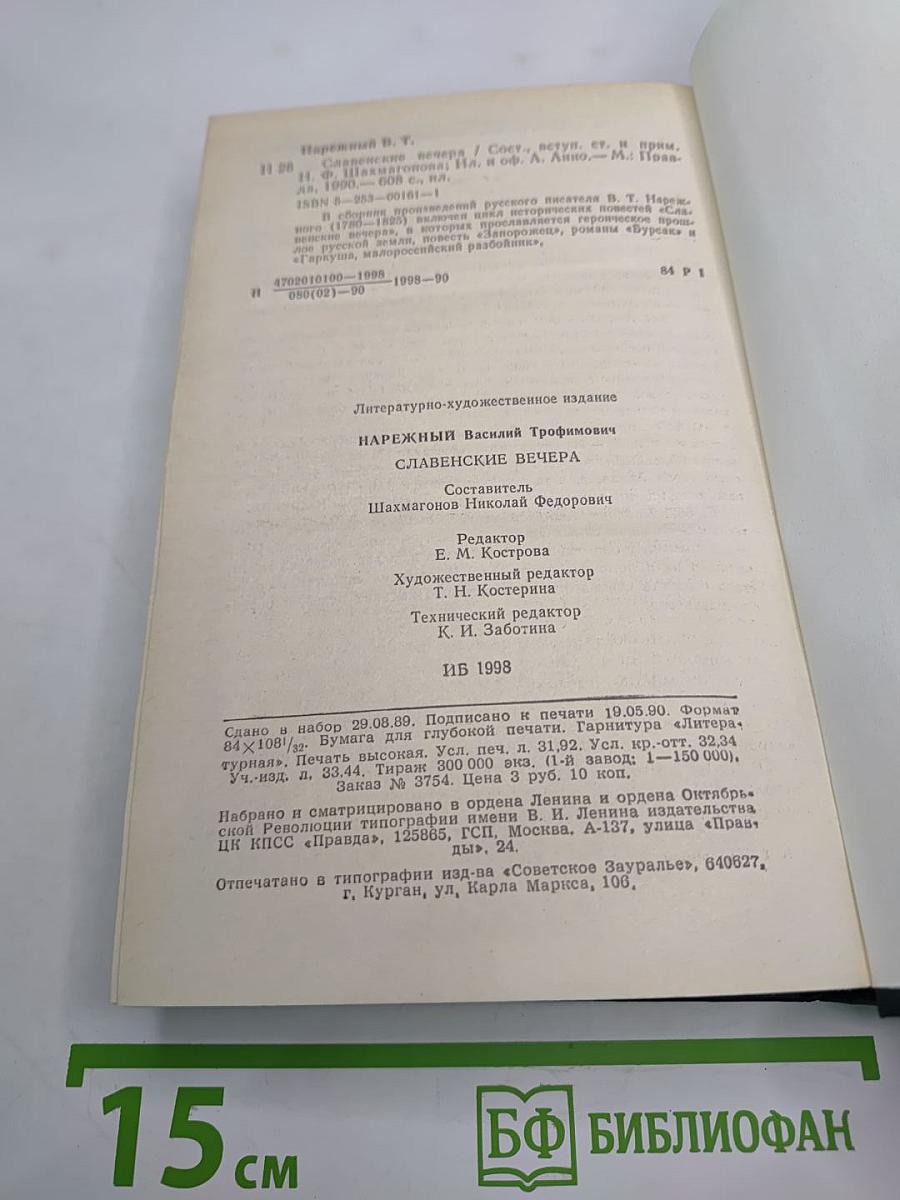 Нарежный В. Т.
Н 28 Славенские вечера / Сост., вступ. ст. и прим.
Н. Ф. Шахмагонова; Ил. и оф. А. Анно.— М.: Прав-
да, 1990.— 608 с., ил.
ISBN 5—253—00161—1
В сборник произведений русского писателя В. Т. Нареж-
ного (1780—1825) включен цикл исторических повестей «Сла-
венские вечера», в которых прославляется героическое прош-
лое русской земли, повесть «Запорожец», романы «Бурсак» и
«Гаркуша, малороссийский разбойник».
Н 4702010100—1998
080(02)—90
1998—90
84 Р 1
Литературно-художественное издание
НАРЕЖНЫЙ Василий Трофимович
СЛАВЕНСКИЕ ВЕЧЕРА
Составитель
Шахмагонов Николай Федорович
Редактор
Е. М. Кострова
Художественный редактор
Т. Н. Костерина
Технический редактор
К. И. Заботина
ИБ 1998
Сдано в набор 29.08.89. Подписано к печати 19.05.90. Формат
84×108¹/₃₂. Бумага для глубокой печати. Гарнитура «Литера-
турная». Печать высокая. Усл. печ. л. 31,92. Усл. кр.-отт. 32,34
Уч.-изд. л. 33,44. Тираж 300 000 экз. (1-й завод: 1—150 000).
Заказ № 3754. Цена 3 руб. 10 коп.
Набрано и сматрицировано в ордена Ленина и ордена Октябрь-
ской Революции типографии имени В. И. Ленина издательства
ЦК КПСС «Правда», 125865, ГСП, Москва, А-137, улица «Прав-
ды», 24.
Отпечатано в типографии изд-ва «Советское Зауралье», 640627,
г. Курган, ул. Карла Маркса, 106.
15 см
БФ БИБЛИОФАН